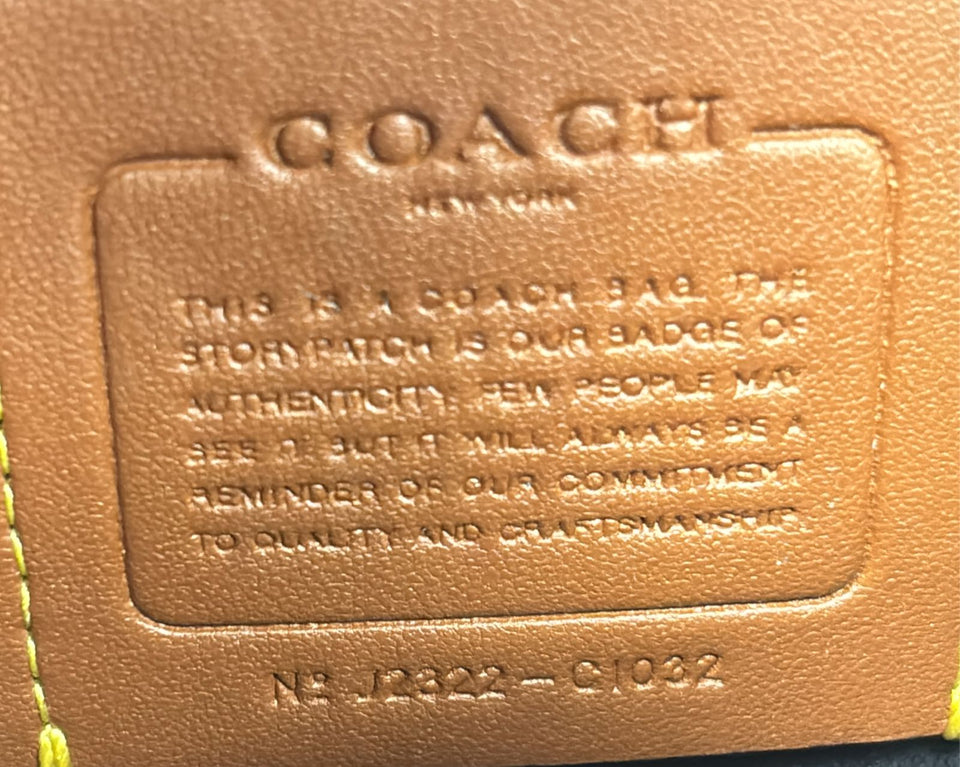 COACH
NEW YORK
THIS IS A COACH BAG. THE
STORYPATCH IS OUR BADGE OF
AUTHENTICITY. FEW PEOPLE MAY
SEE IT BUT IT WILL ALWAYS BE A
REMINDER OF OUR COMMITMENT
TO QUALITY AND CRAFTSMANSHIP.
Nº J2322-C1032